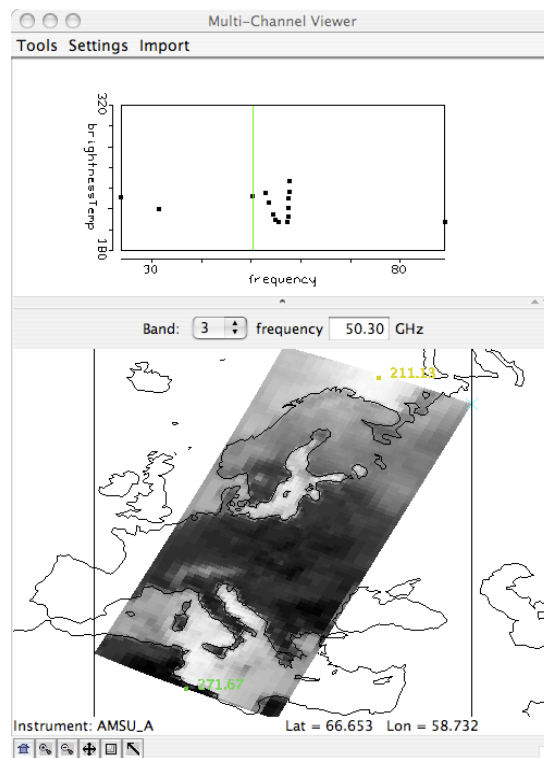 Multi-Channel Viewer
Tools Settings Import
320
brightnessTemp
180
30 80
frequency
Band: 3 frequency 50.30 GHz
211.13
271.67
Instrument: AMSU_A Lat = 66.653 Lon = 58.732